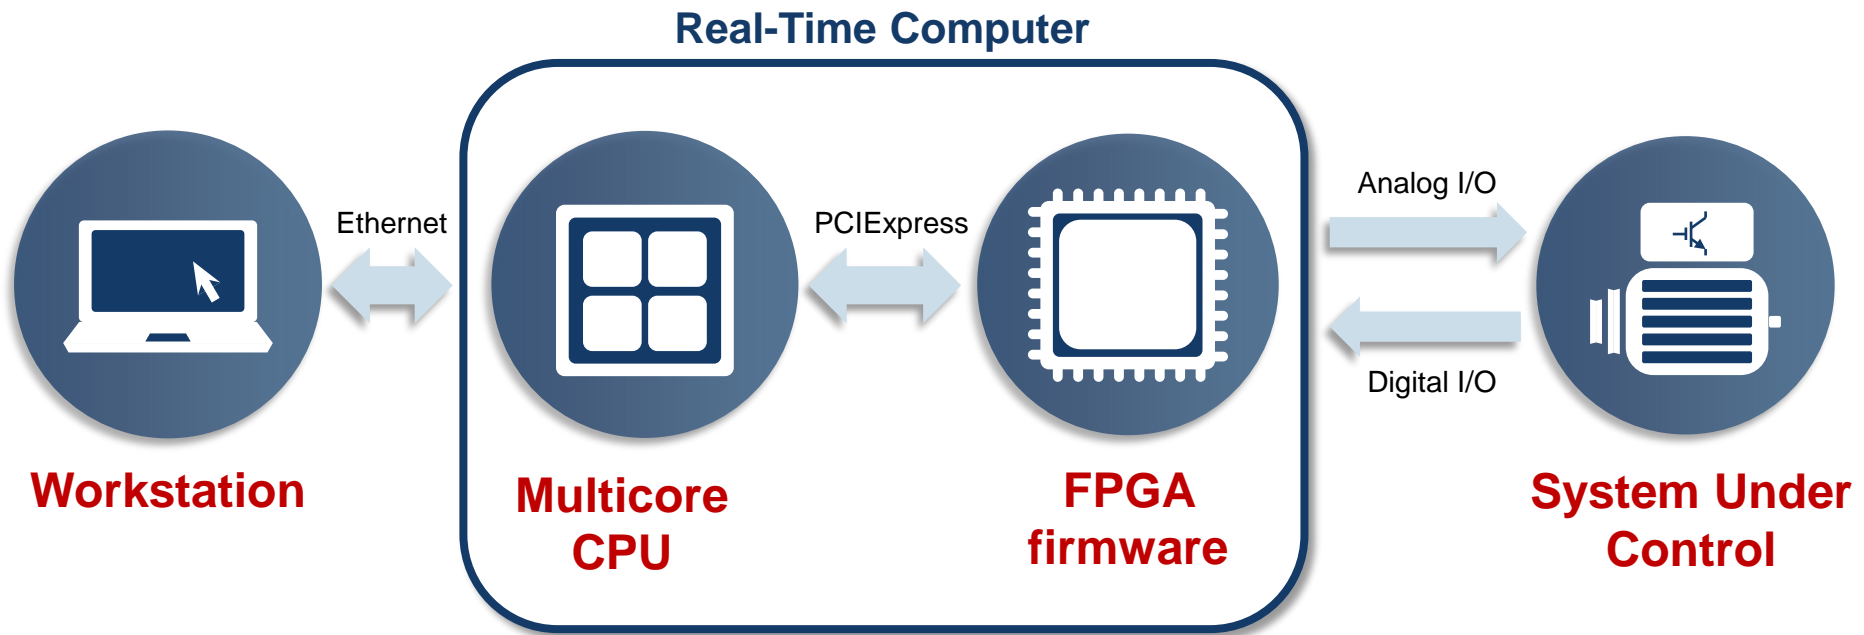 Real-Time Computer
Ethernet
PCIExpress
Analog I/O
Digital I/O
Workstation
Multicore
CPU
FPGA
firmware
System Under
Control